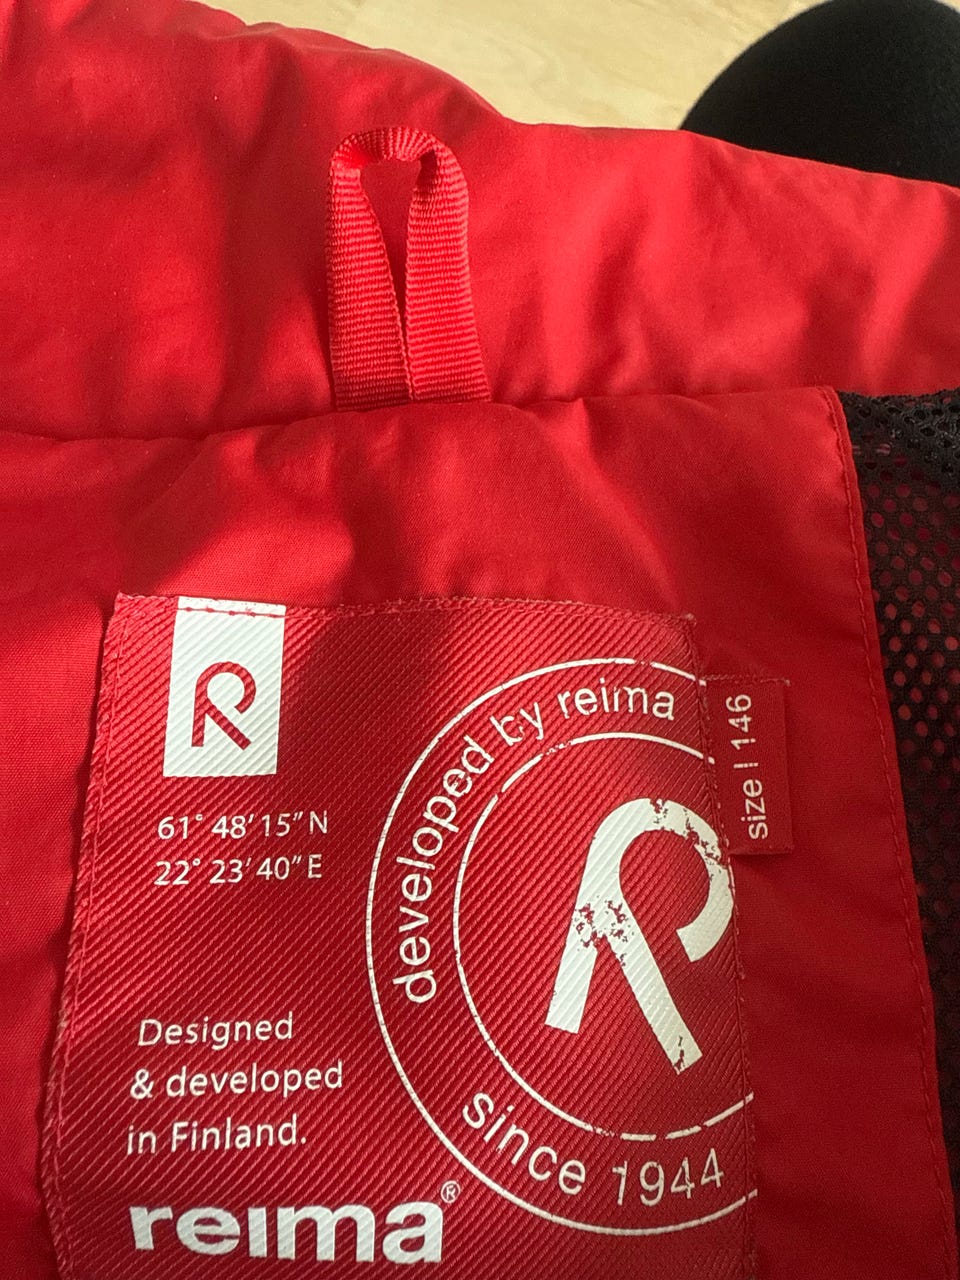 61° 48' 15" N
22° 23' 40" E
Designed
& developed
in Finland.
reima®
developed by reima
since 1944
size | 146